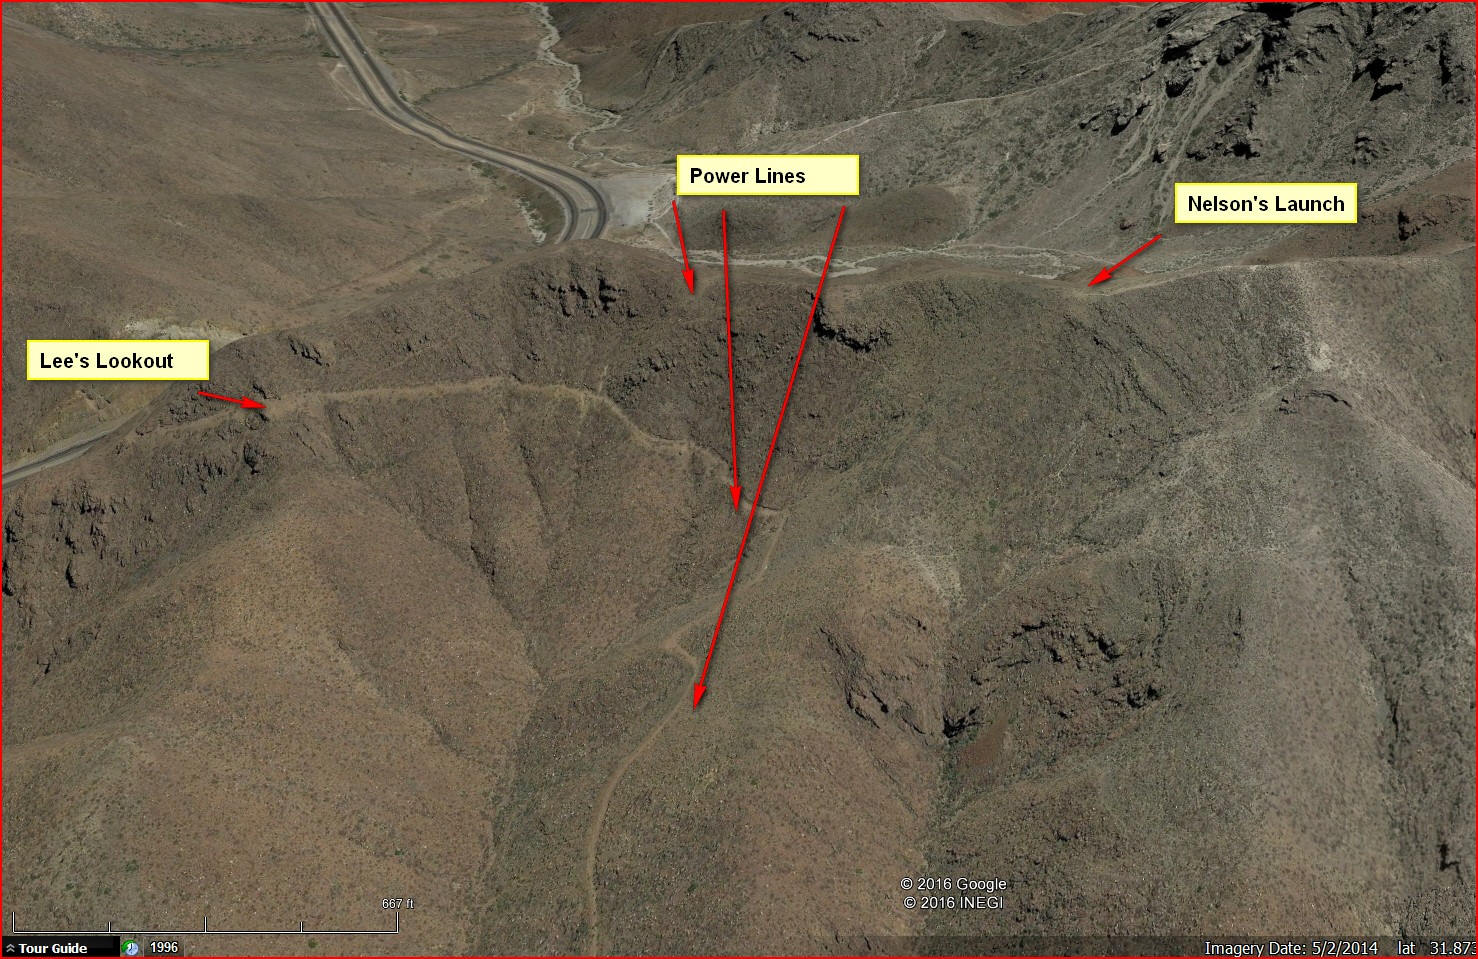 Power Lines
Nelson's Launch
Lee's Lookout
© 2016 Google
© 2016 INEGI
667 ft
Tour Guide
1996
Imagery Date: 5/2/2014 lat 31.873